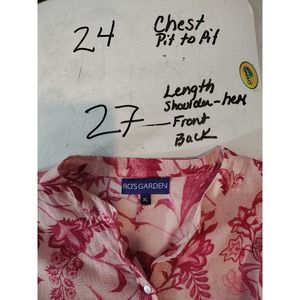 24 Chest
Pit to Pit
" "
27 Length
Shoulder-hem
Front
Back
RO'S GARDEN
XL